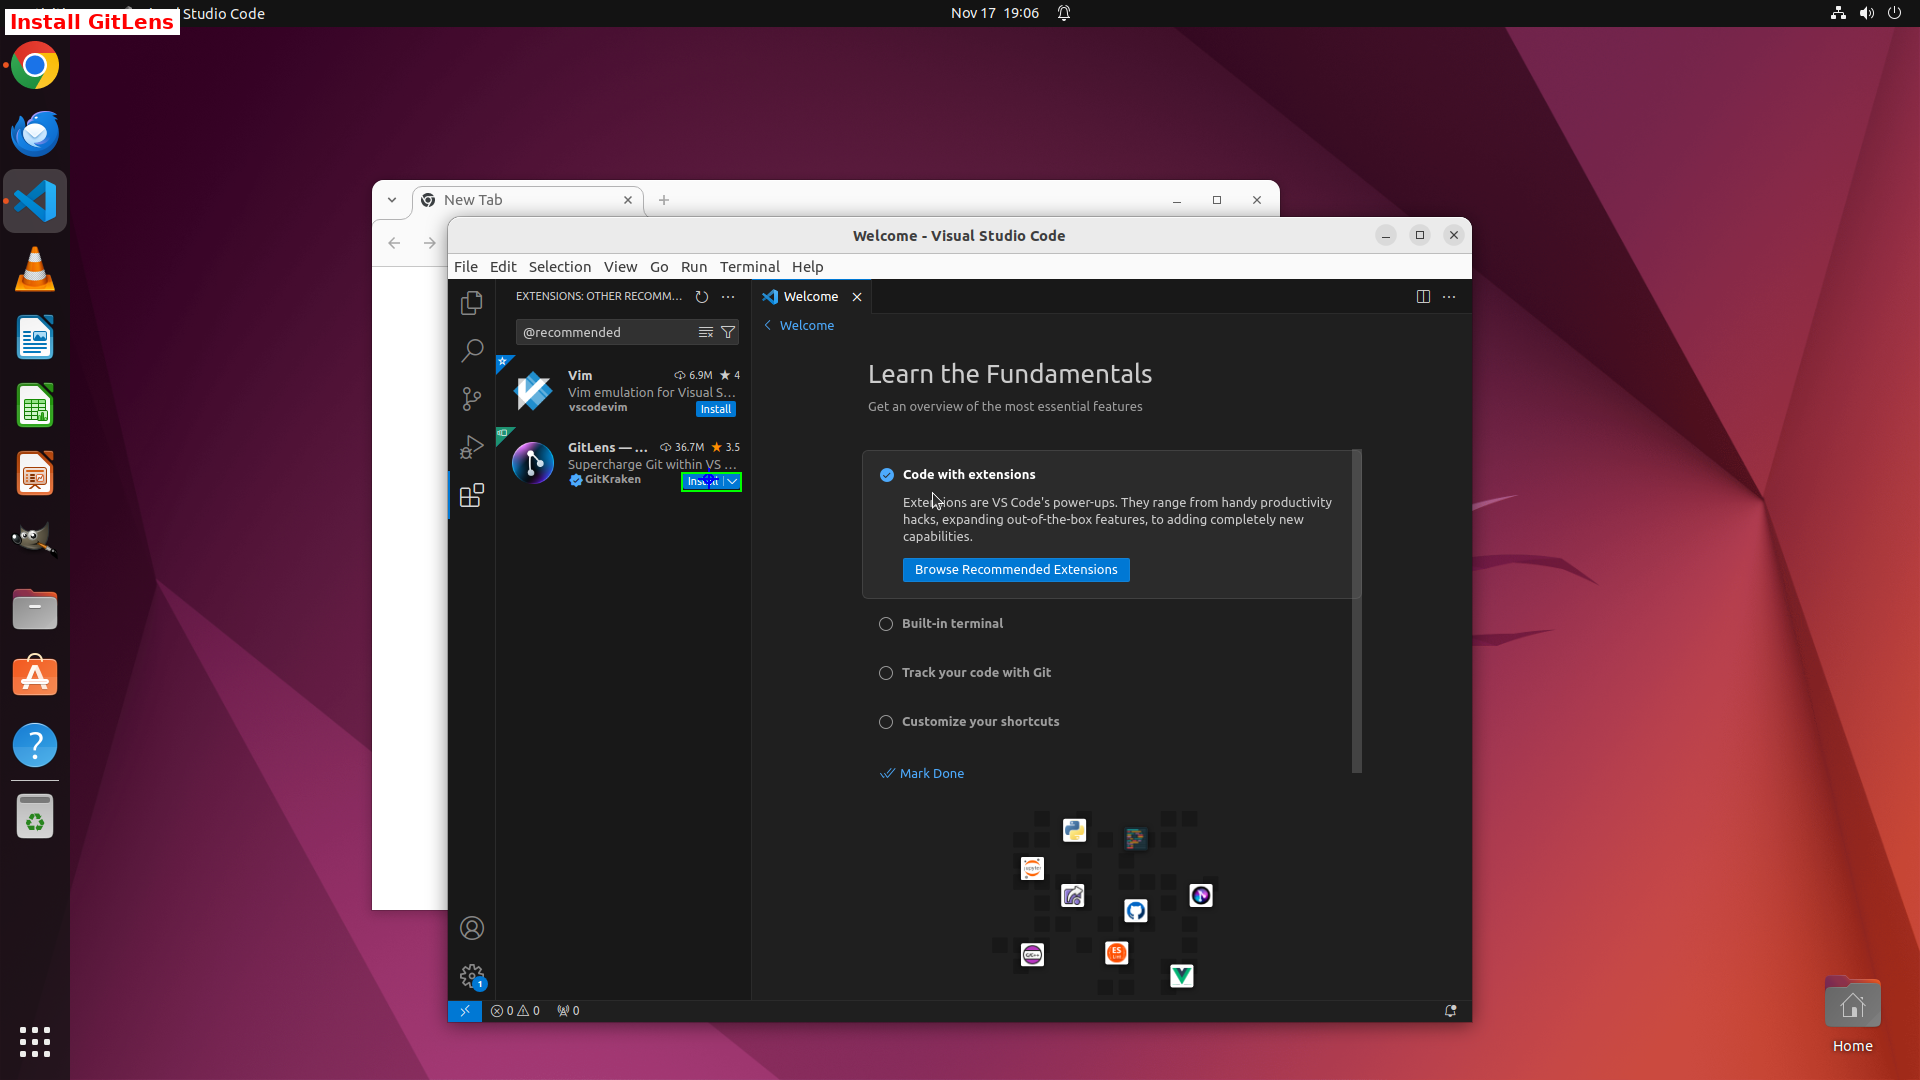 Install GitLens
Studio Code
Nov 17 19:06
New Tab
Welcome - Visual Studio Code
File Edit Selection View Go Run Terminal Help
EXTENSIONS: OTHER RECOMM...
Welcome
@recommended
Welcome
Vim 6.9M 4
Vim emulation for Visual S...
vscodevim Install
GitLens — ... 36.7M 3.5
Supercharge Git within VS ...
GitKraken Install
Learn the Fundamentals
Get an overview of the most essential features
Code with extensions
Extensions are VS Code's power-ups. They range from handy productivity
hacks, expanding out-of-the-box features, to adding completely new
capabilities.
Browse Recommended Extensions
Built-in terminal
Track your code with Git
Customize your shortcuts
Mark Done
1
0 0 0
Home